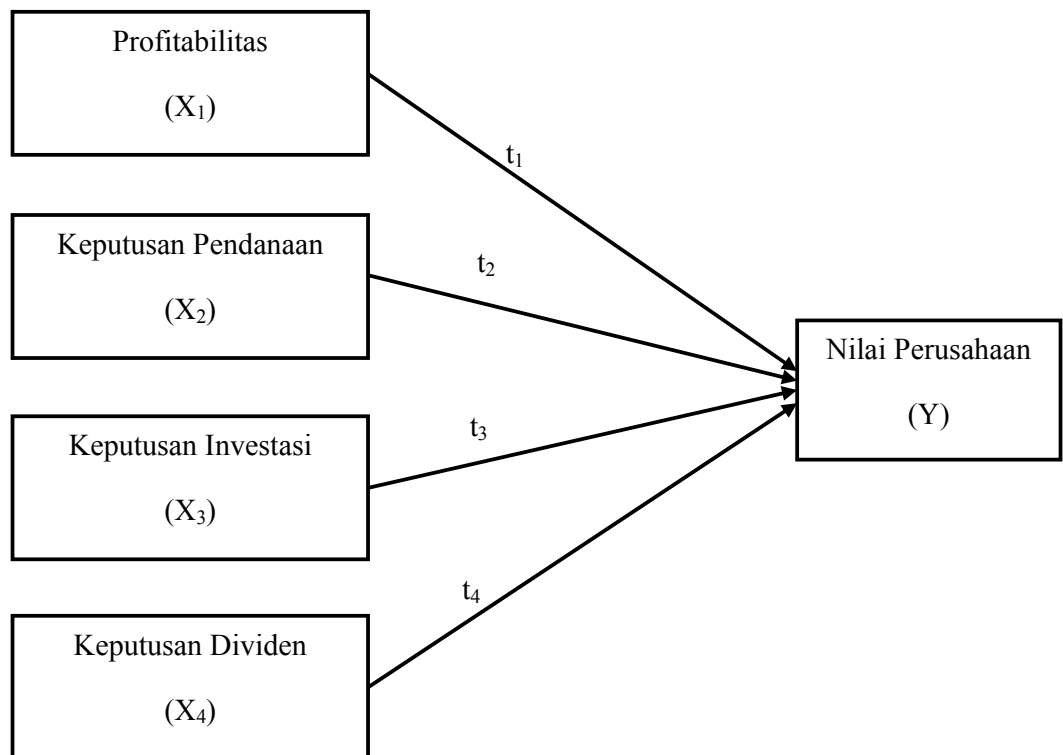 Profitabilitas
(X₁)
t₁
Keputusan Pendanaan
(X₂)
t₂
Nilai Perusahaan
(Y)
Keputusan Investasi
(X₃)
t₃
Keputusan Dividen
(X₄)
t₄